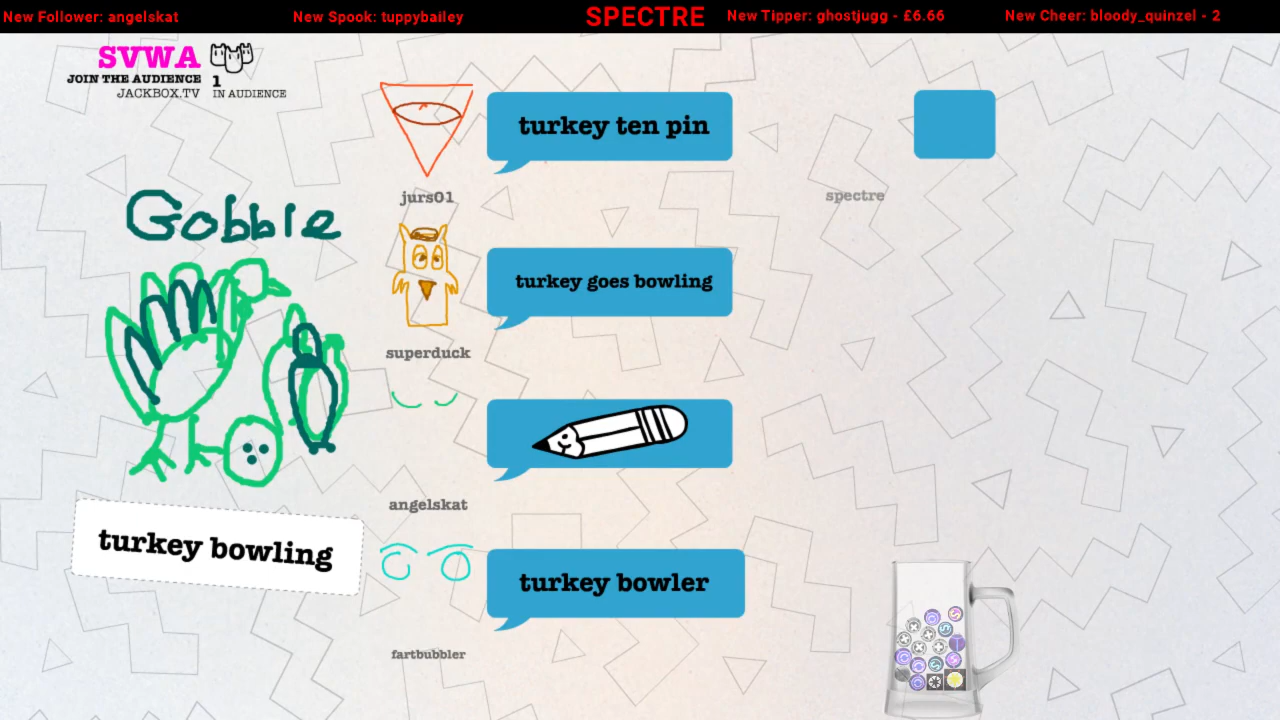 New Follower: angelskat
New Spook: tuppybailey
SPECTRE
New Tipper: ghostjugg - £6.66
New Cheer: bloody_quinzel - 2
SVWA
JOIN THE AUDIENCE
JACKBOX.TV
1
IN AUDIENCE
Gobble
turkey bowling
turkey ten pin
jurs01
turkey goes bowling
superduck
angelskat
turkey bowler
fartbubbler
spectre